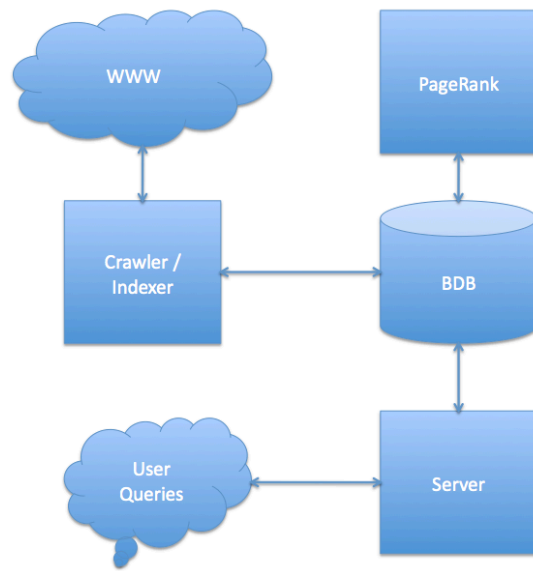 WWW
PageRank
Crawler /
Indexer
BDB
User
Queries
Server